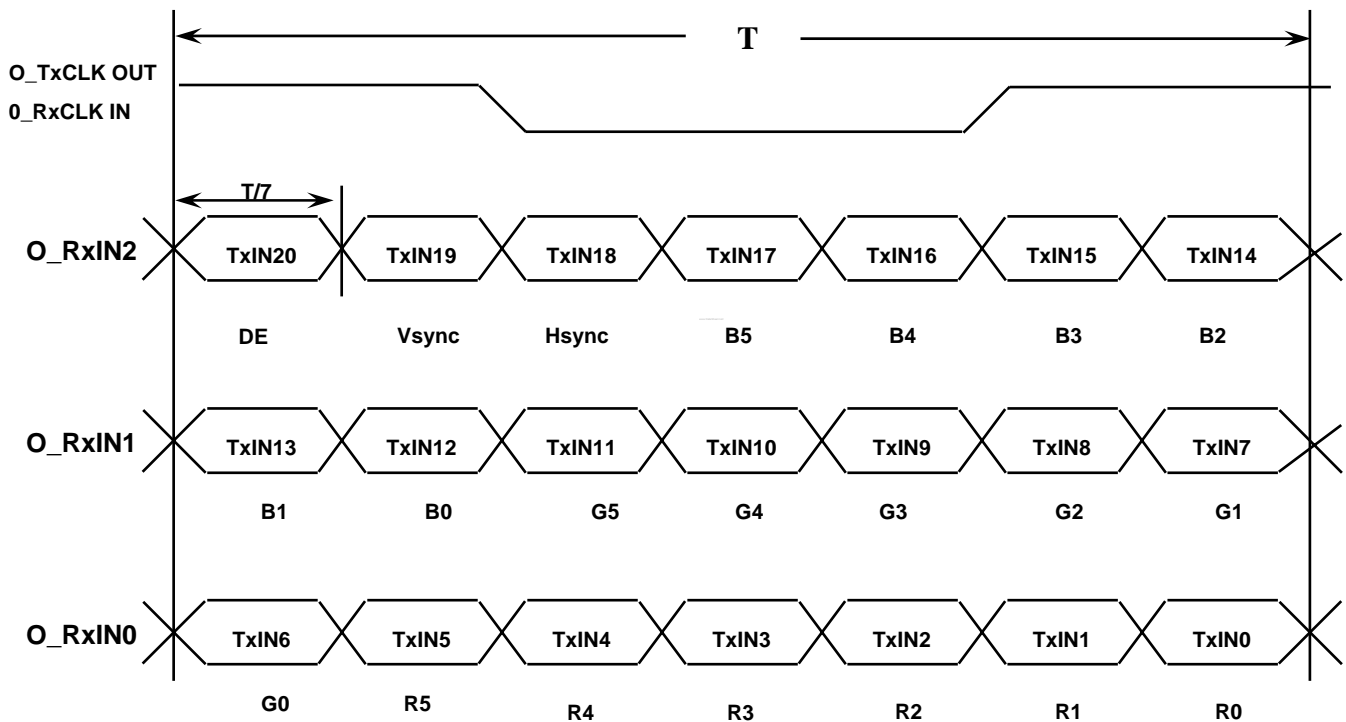 T
O_TxCLK OUT
0_RxCLK IN
T/7
O_RxIN2 TxIN20 TxIN19 TxIN18 TxIN17 TxIN16 TxIN15 TxIN14
DE Vsync Hsync B5 B4 B3 B2
O_RxIN1 TxIN13 TxIN12 TxIN11 TxIN10 TxIN9 TxIN8 TxIN7
B1 B0 G5 G4 G3 G2 G1
O_RxIN0 TxIN6 TxIN5 TxIN4 TxIN3 TxIN2 TxIN1 TxIN0
G0 R5 R4 R3 R2 R1 R0